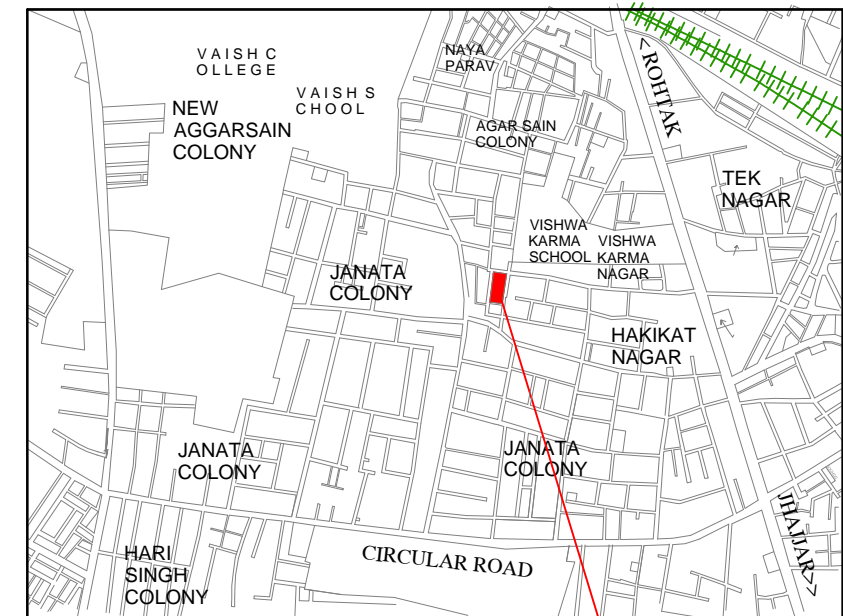 VAISH C
OLLEGE
VAISH S
CHOOL
NEW
AGGARSAIN
COLONY
NAYA
PARAV
<ROHTAK
AGAR SAIN
COLONY
TEK
NAGAR
VISHWA
KARMA
SCHOOL
VISHWA
KARMA
NAGAR
JANATA
COLONY
HAKIKAT
NAGAR
JANATA
COLONY
JANATA
COLONY
HARI
SINGH
COLONY
CIRCULAR ROAD
JHAJJAR>>